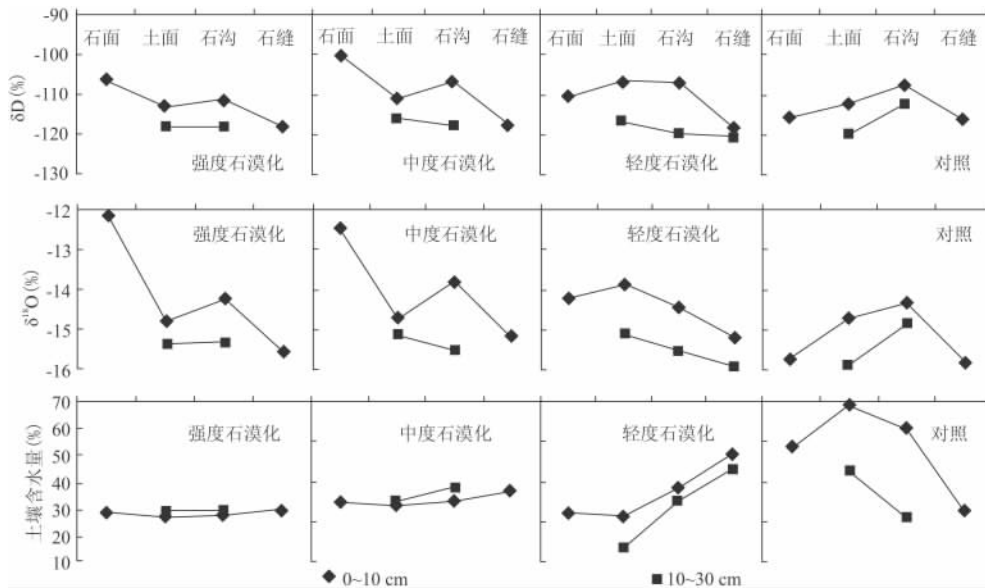 -90
石面 土面 石沟 石缝 石面 土面 石沟 石缝 石面 土面 石沟 石缝 石面 土面 石沟 石缝
-100
δD (%)
-110
-120
强度石漠化 中度石漠化 轻度石漠化 对照
-130
-12
强度石漠化 中度石漠化 轻度石漠化 对照
-13
δ¹⁸O (%)
-14
-15
-16
70
强度石漠化 中度石漠化 轻度石漠化 对照
60
土壤含水量(%)
50
40
30
20
10
0~10 cm 10~30 cm